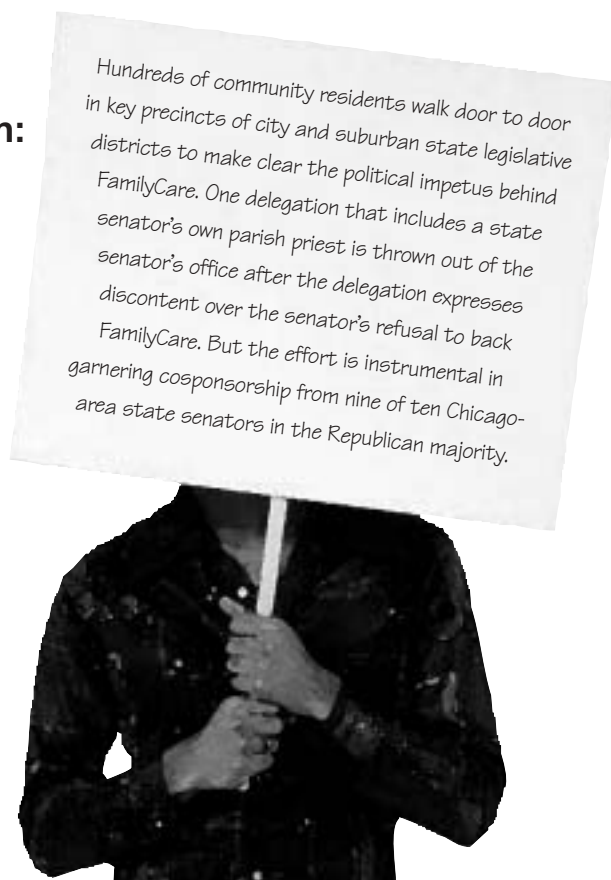 n:
Hundreds of community residents walk door to door
in key precincts of city and suburban state legislative
districts to make clear the political impetus behind
FamilyCare. One delegation that includes a state
senator's own parish priest is thrown out of the
senator's office after the delegation expresses
discontent over the senator's refusal to back
FamilyCare. But the effort is instrumental in
garnering cosponsorship from nine of ten Chicago-
area state senators in the Republican majority.